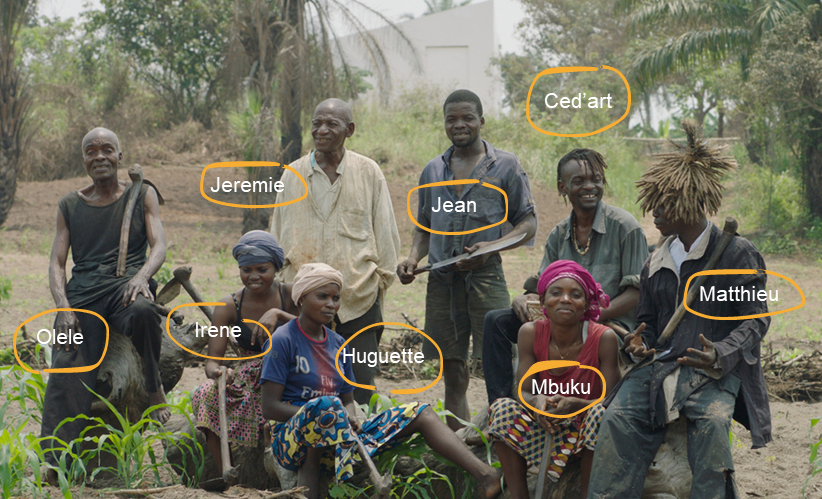 Ced'art
Jeremie
Jean
Matthieu
Olele
Irene
Huguette
Mbuku